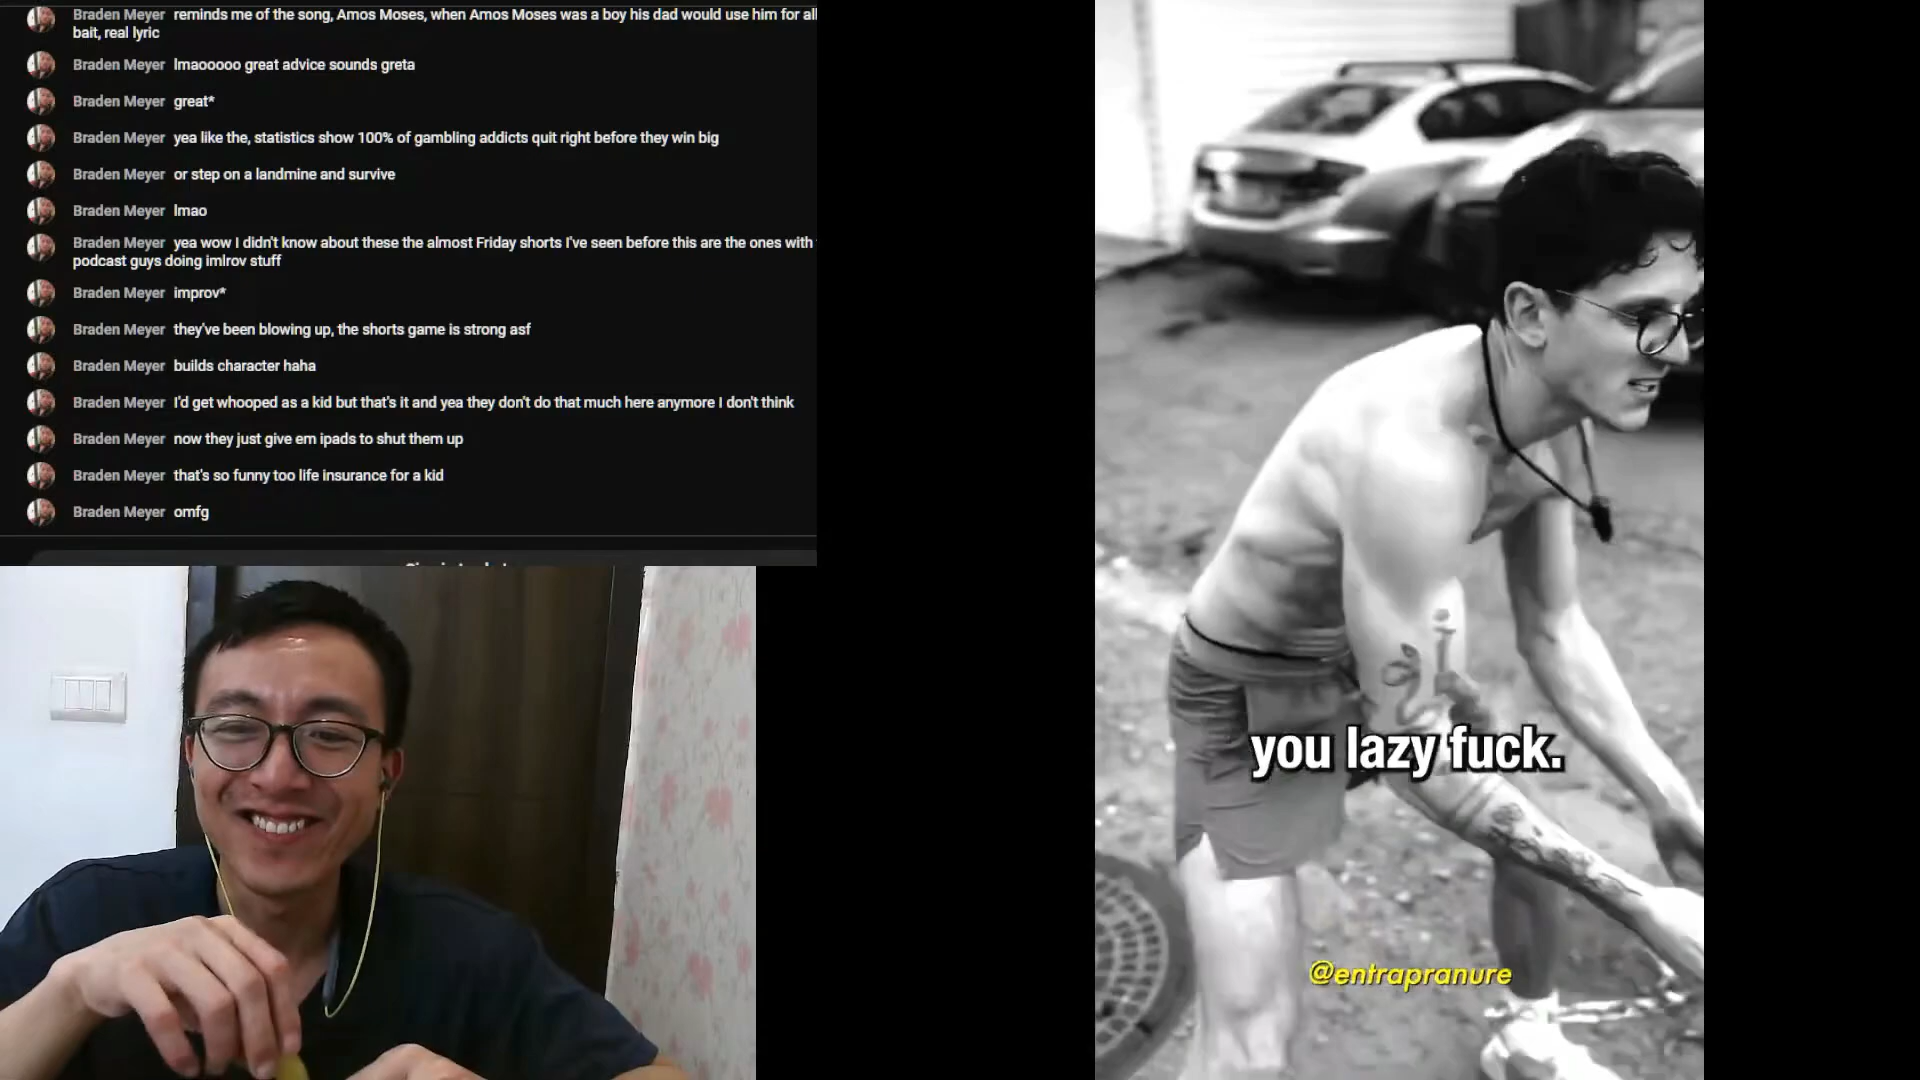 Braden Meyer reminds me of the song, Amos Moses, when Amos Moses was a boy his dad would use him for all
bait, real lyric
Braden Meyer lmaooooo great advice sounds greta
Braden Meyer great*
Braden Meyer yea like the, statistics show 100% of gambling addicts quit right before they win big
Braden Meyer or step on a landmine and survive
Braden Meyer lmao
Braden Meyer yea wow I didn't know about these the almost Friday shorts I've seen before this are the ones with
podcast guys doing imlrov stuff
Braden Meyer improv*
Braden Meyer they've been blowing up, the shorts game is strong asf
Braden Meyer builds character haha
Braden Meyer I'd get whooped as a kid but that's it and yea they don't do that much here anymore I don't think
Braden Meyer now they just give em ipads to shut them up
Braden Meyer that's so funny too life insurance for a kid
Braden Meyer omfg
you lazy fuck.
@entrapranure